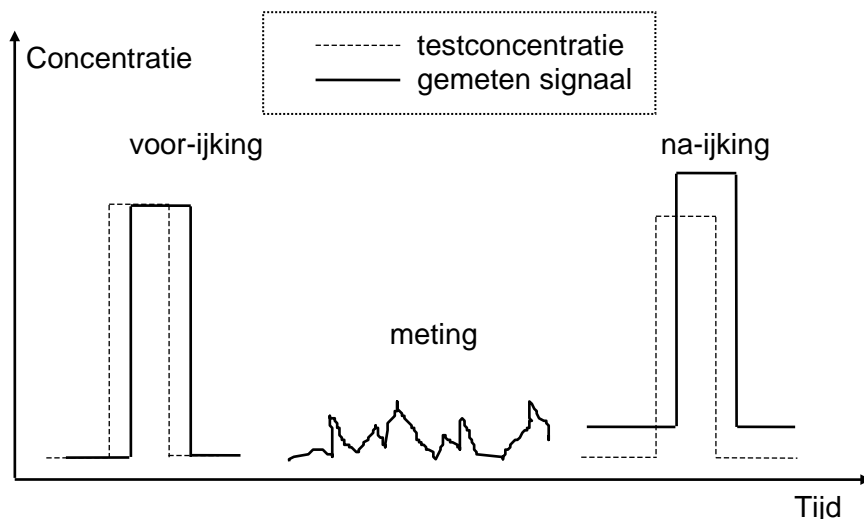 testconcentratie
Concentratie
gemeten signaal
voor-ijking
na-ijking
meting
Tijd